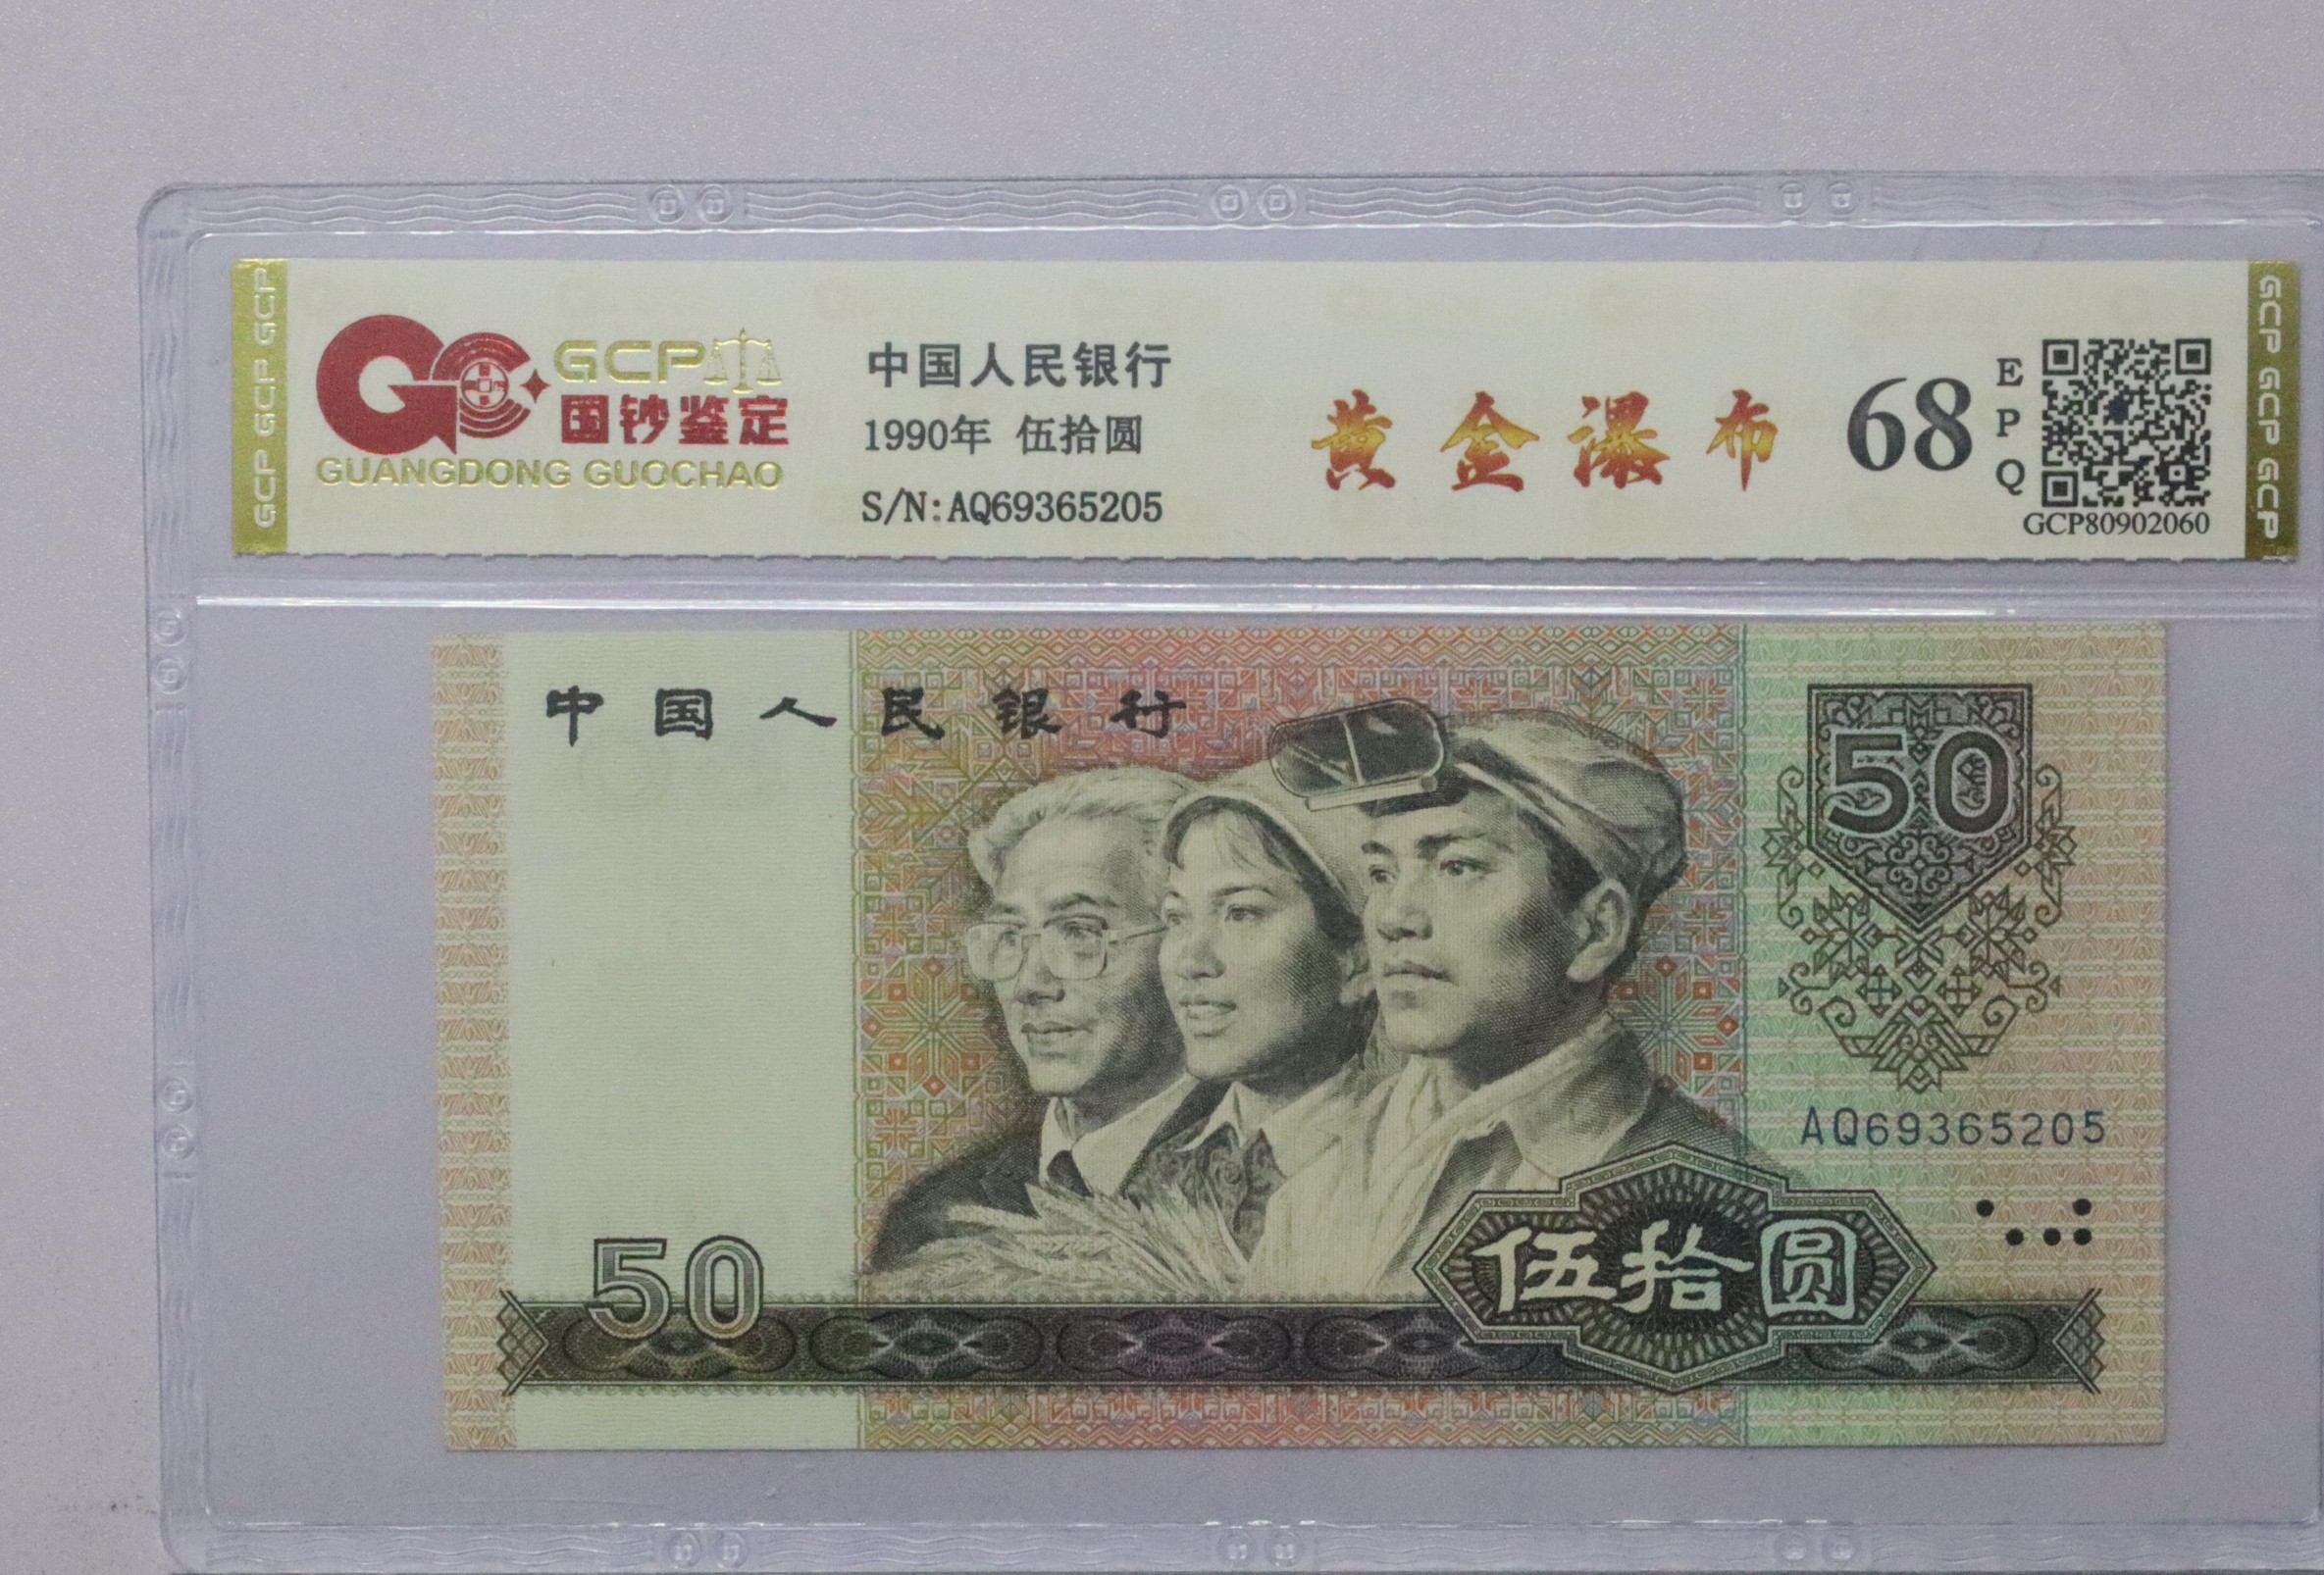 GCP GCP GCP
GCP
国钞鉴定
GUANGDONG GUOCHAO
中国人民银行
1990年 伍拾圆
S/N:AQ69365205
黄金瀑布
68
EPQ
GCP80902060
GCP GCP GCP
中国人民银行
50
AQ69365205
50
伍拾圆